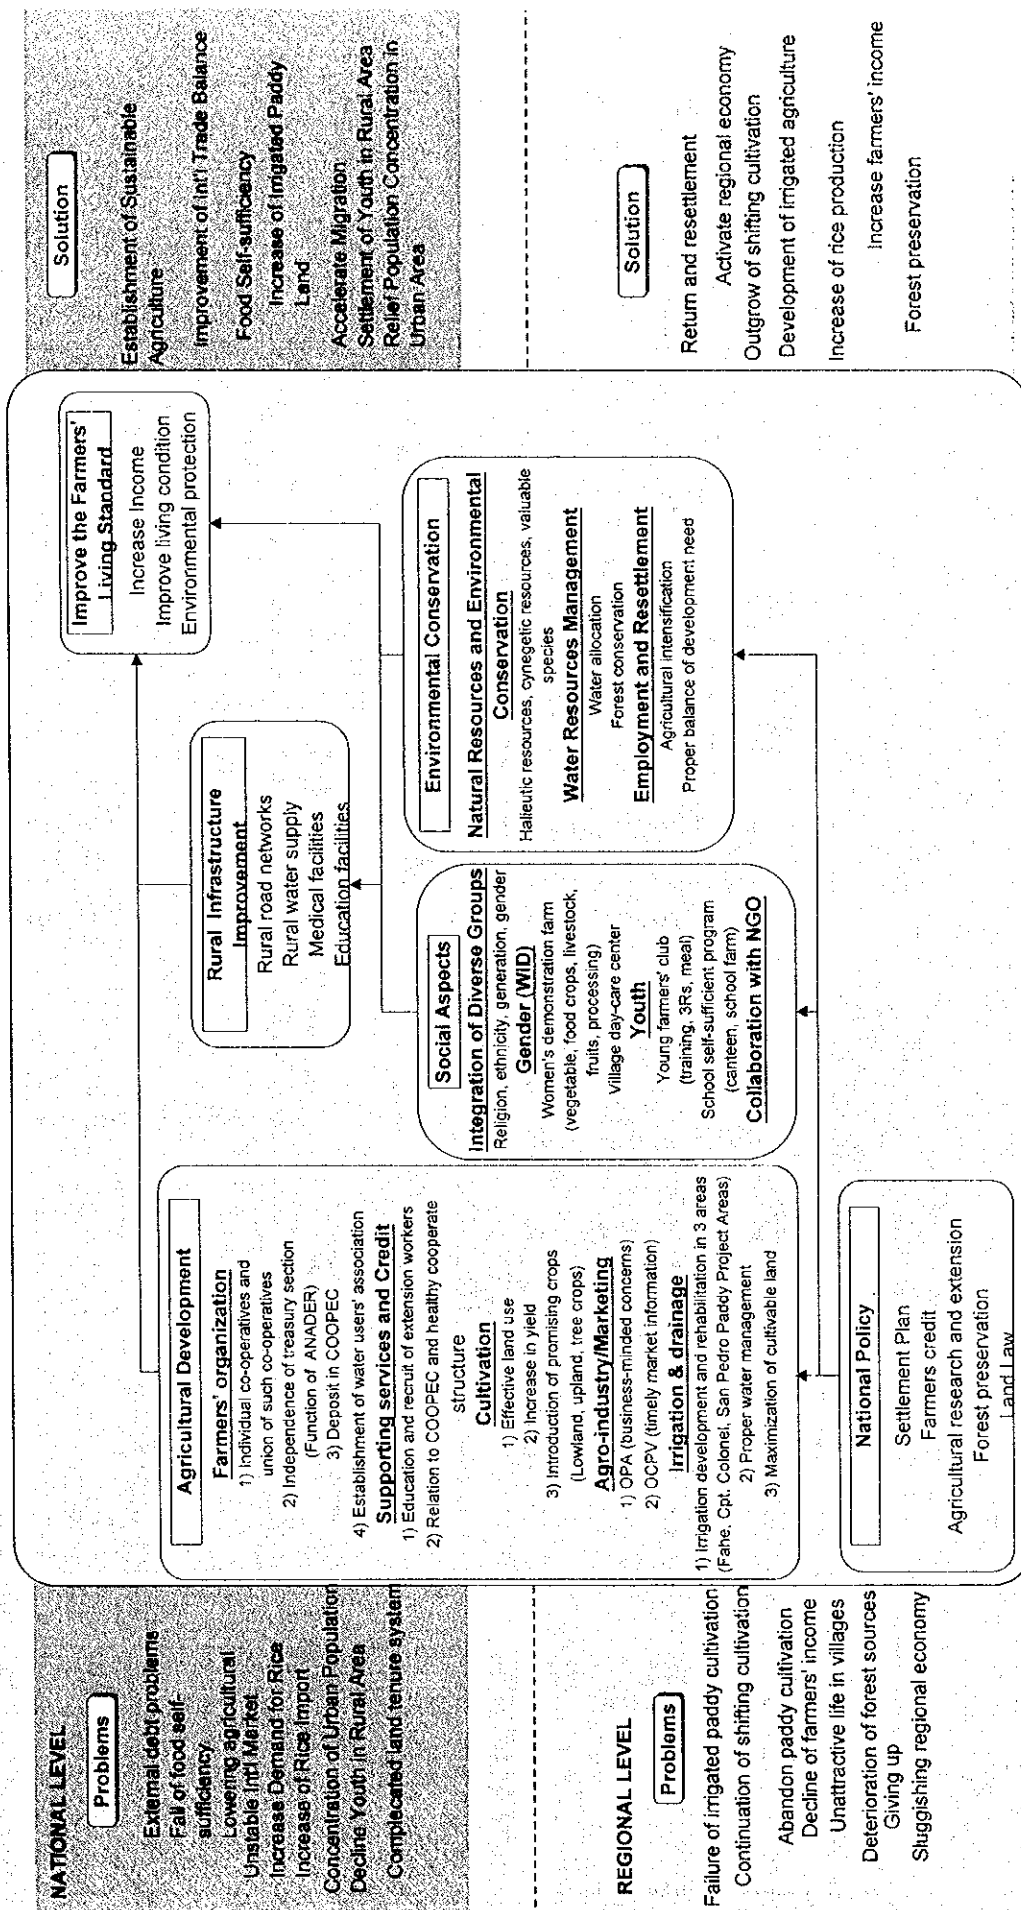 NATIONAL LEVEL
Problems
External debt problems
Fall of food self-
sufficiency
Lowering agricultural
Unstable Int'l Market
Increase Demand for Rice
Increase of Rice Import
Concentration of Urban Population
Decline Youth in Rural Area
Complecated land tenure system
REGIONAL LEVEL
Problems
Failure of irrigated paddy cultivation
Continuation of shifting cultivation
Abandon paddy cultivation
Decline of farmers' income
Unattractive life in villages
Deterioration of forest sources
Giving up
Sluggishing regional economy
Agricultural Development
Farmers' organization
1) Individual co-operatives and
union of such co-operatives
2) Independence of treasury section
(Function of ANADER)
3) Deposit in COOPEC
4) Establishment of water users' association
Supporting services and Credit
1) Education and recruit of extension workers
2) Relation to COOPEC and healthy cooperate
structure
Cultivation
1) Effective land use
2) Increase in yield
3) Introduction of promising crops
(Lowland, upland, tree crops)
Agro-industry/Marketing
1) OPA (business-minded concerns)
2) OCPV (timely market information)
Irrigation & drainage
1) Irrigation development and rehabilitation in 3 areas
(Fahe, Cpt. Colonel, San Pedro Paddy Project Areas)
2) Proper water management
3) Maximization of cultivable land
National Policy
Settlement Plan
Farmers credit
Agricultural research and extension
Forest preservation
Land Law
Rural Infrastructure
Improvement
Rural road networks
Rural water supply
Medical facilities
Education facilities
Social Aspects
Integration of Diverse Groups
Religion, ethnicity, generation, gender
Gender (WID)
Women's demonstration farm
(vegetable, food crops, livestock,
fruits, processing)
Village day-care center
Youth
Young farmers' club
(training, 3Rs, meal)
School self-sufficient program
(canteen, school farm)
Collaboration with NGO
Improve the Farmers'
Living Standard
Increase Income
Improve living condition
Environmental protection
Environmental Conservation
Natural Resources and Environmental
Conservation
Halieutic resources, cynegetic resources, valuable
species
Water Resources Management
Water allocation
Forest conservation
Employment and Resettlement
Agricultural intensification
Proper balance of development need
Solution
Establishment of Sustainable
Agriculture
Improvement of Int'l Trade Balance
Food Self-sufficiency
Increase of Irrigated Paddy
Land
Accelerate Migration
Settlement of Youth in Rural Area
Relief Population Concentration in
Urban Area
Solution
Return and resettlement
Activate regional economy
Outgrow of shifting cultivation
Development of irrigated agriculture
Increase of rice production
Increase farmers' income
Forest preservation